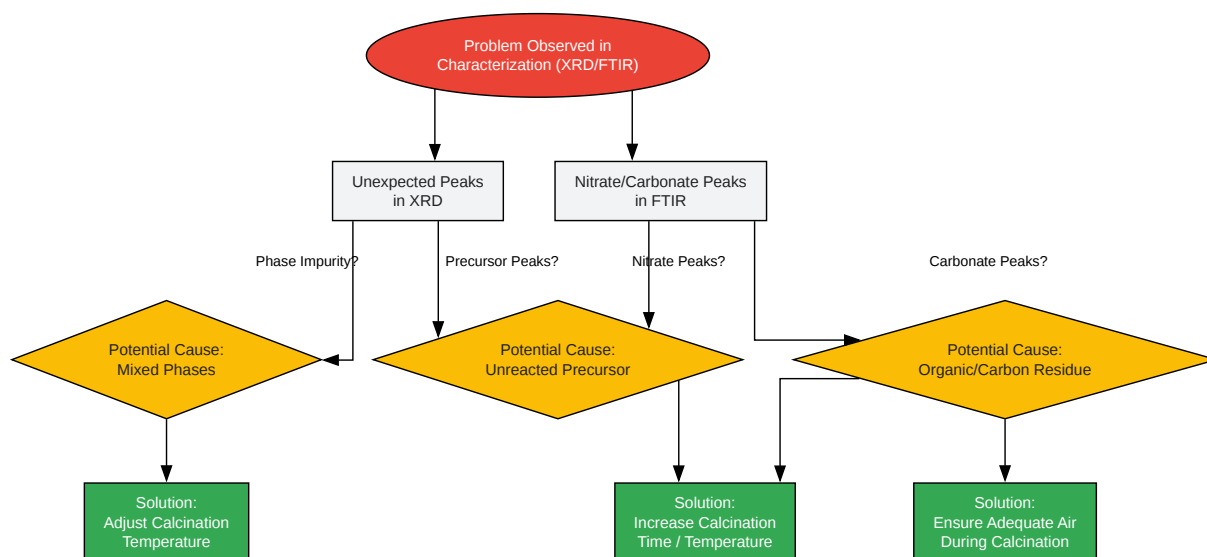 Problem Observed in
Characterization (XRD/FTIR)
Unexpected Peaks
in XRD
Nitrate/Carbonate Peaks
in FTIR
Phase Impurity?
Precursor Peaks?
Nitrate Peaks?
Carbonate Peaks?
Potential Cause:
Mixed Phases
Potential Cause:
Unreacted Precursor
Potential Cause:
Organic/Carbon Residue
Solution:
Adjust Calcination
Temperature
Solution:
Increase Calcination
Time / Temperature
Solution:
Ensure Adequate Air
During Calcination